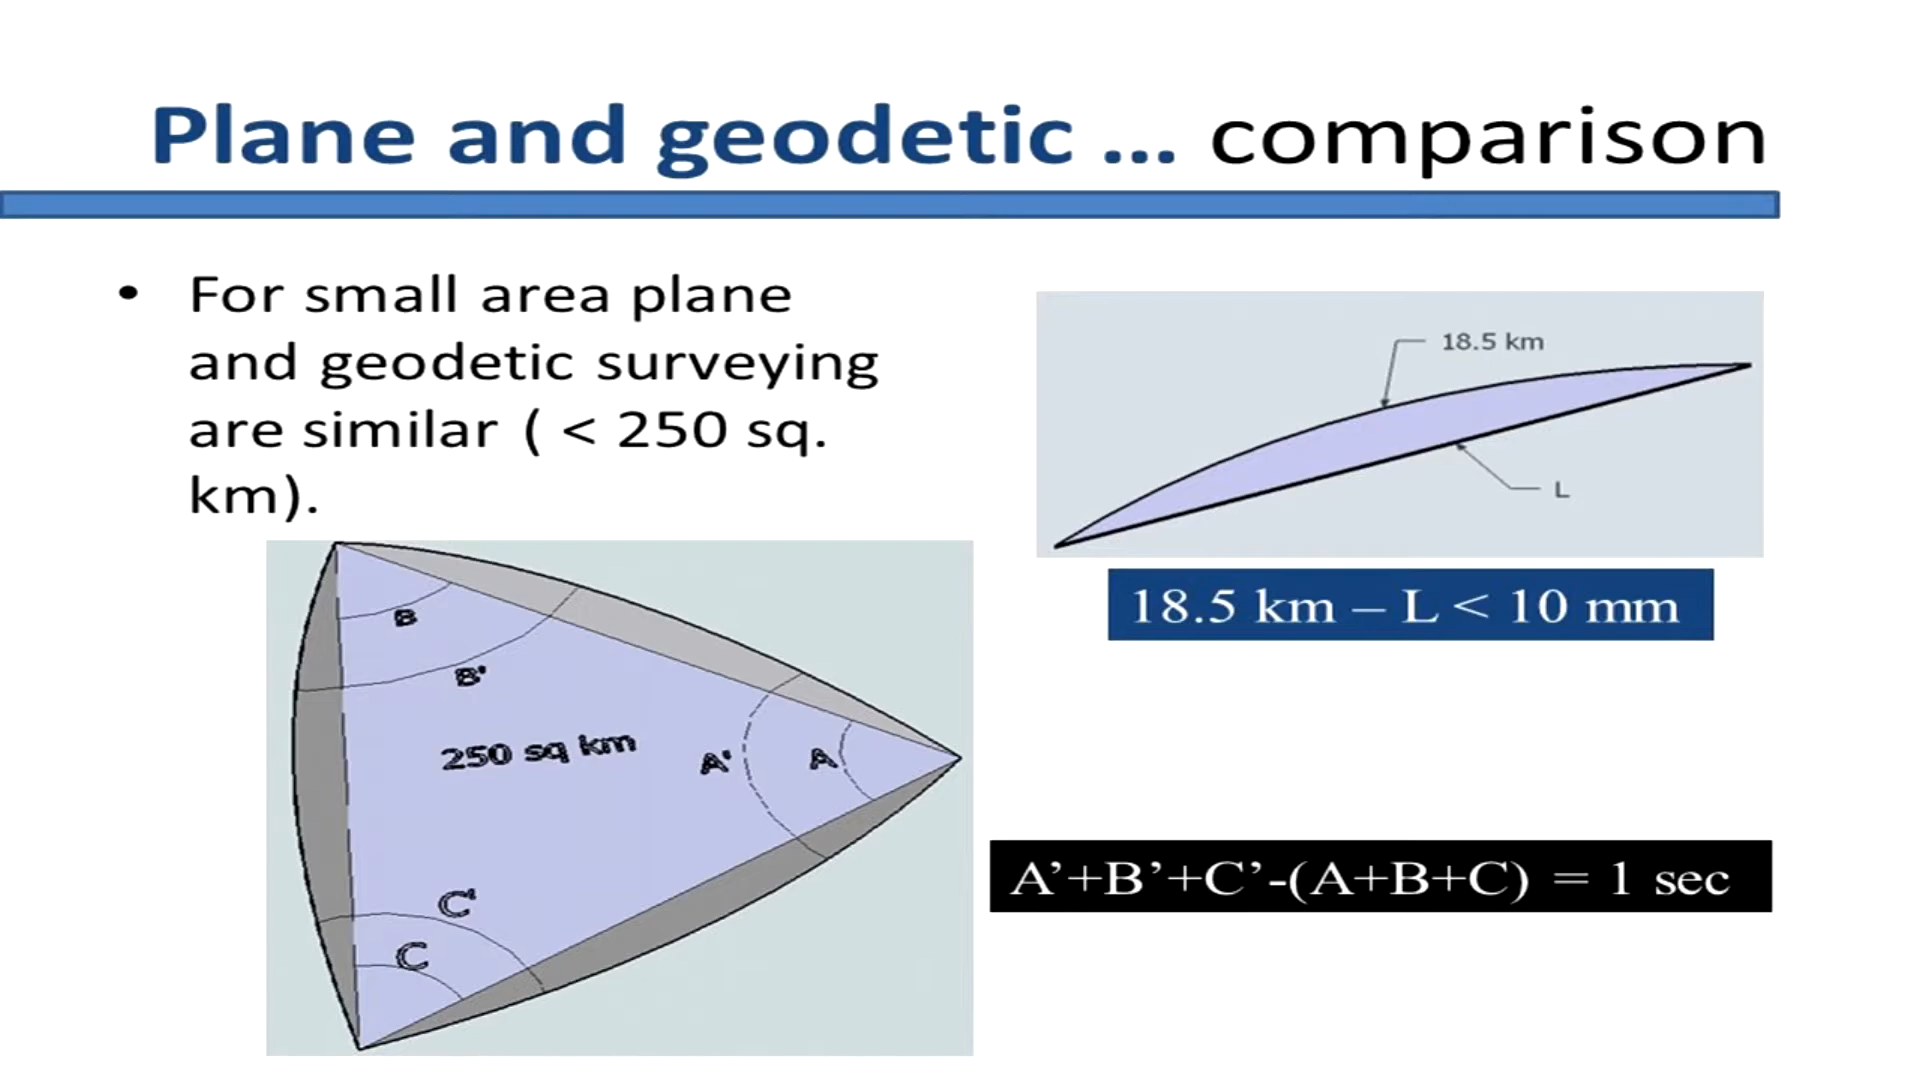 Plane and geodetic ... comparison
• For small area plane
and geodetic surveying
are similar ( < 250 sq.
km).
18.5 km
L
18.5 km – L < 10 mm
B
B'
250 sq km
A'
A
C'
C
A’+B’+C’-(A+B+C) = 1 sec